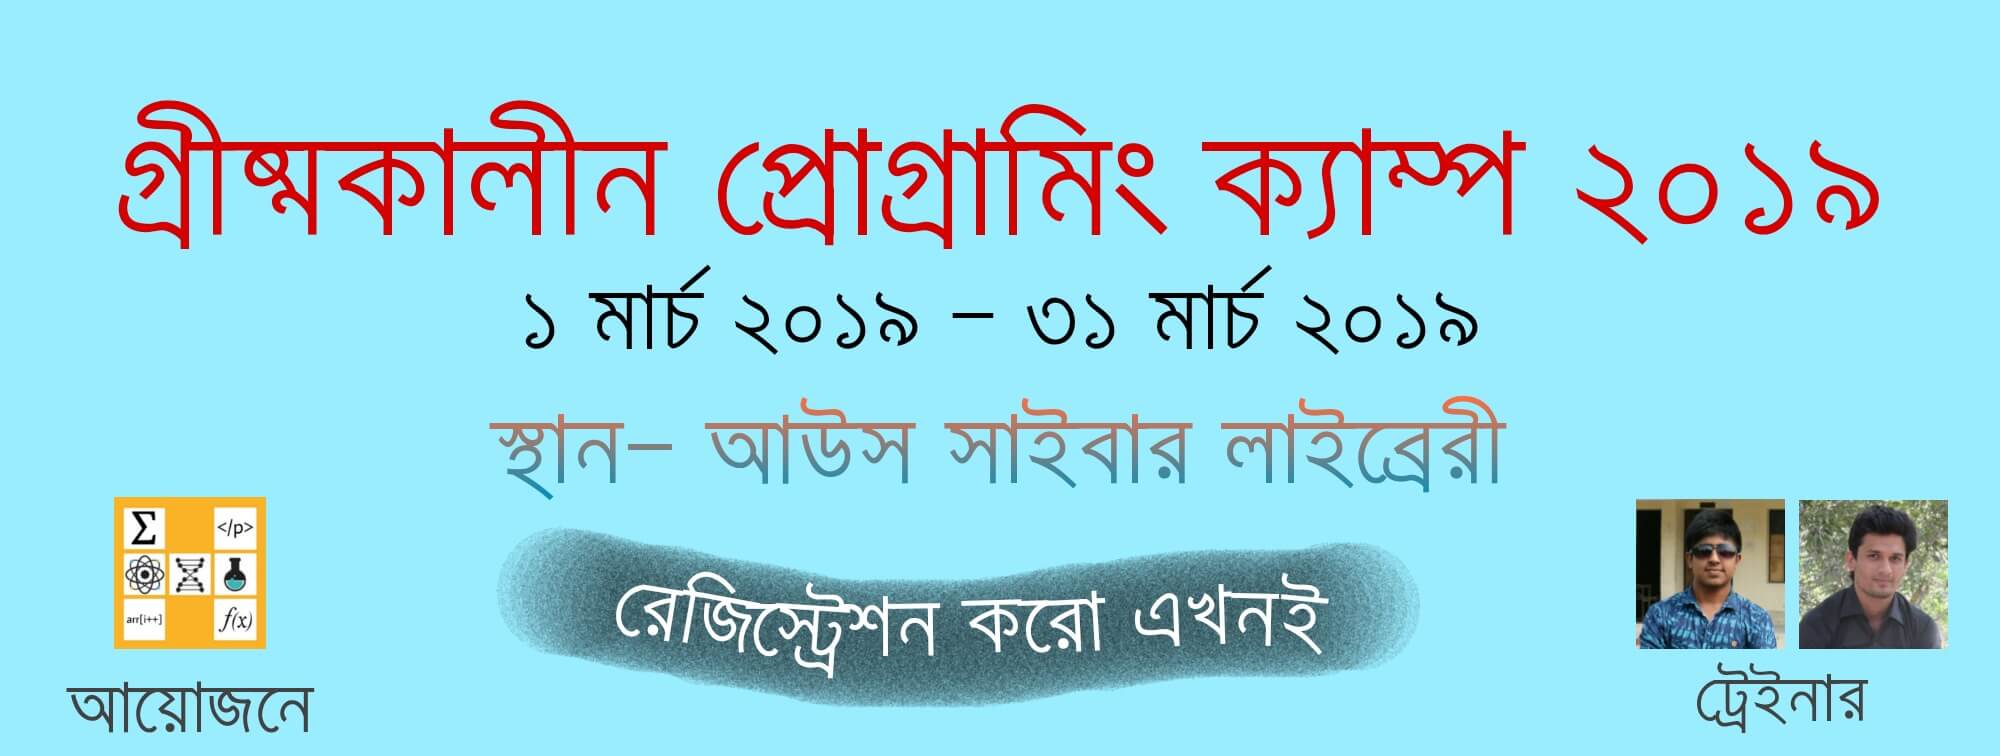 গ্রীষ্মকালীন প্রোগ্রামিং ক্যাম্প ২০১৯
১ মার্চ ২০১৯ - ৩১ মার্চ ২০১৯
স্থান- আউস সাইবার লাইব্রেরী
রেজিস্ট্রেশন করো এখনই
Σ </p>
arr[i++] f(x)
আয়োজনে
ট্রেইনার